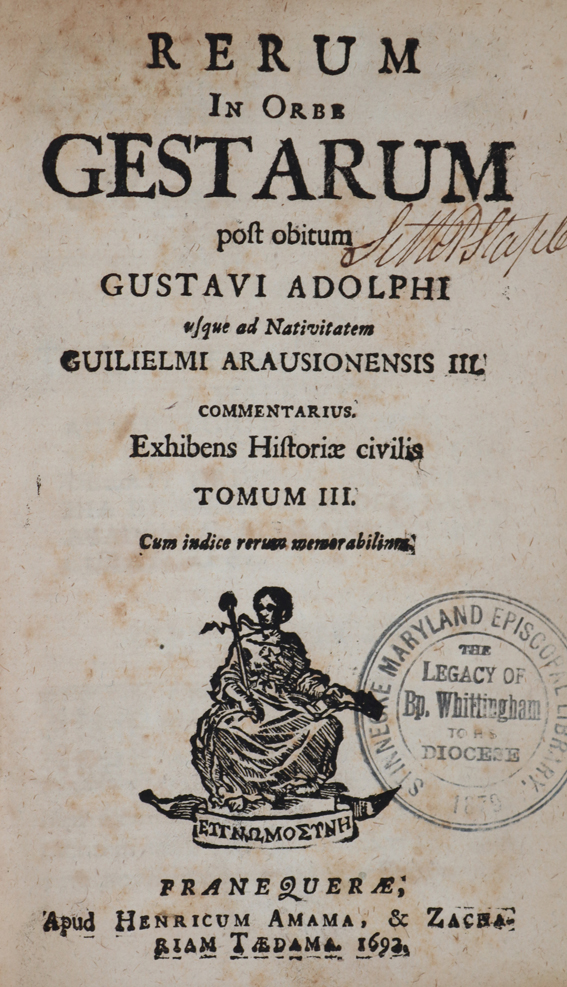 RERUM
IN ORBE
GESTARUM
poſt obitum
GUSTAVI ADOLPHI
uſque ad Nativitatem
GUILIELMI ARAUSIONENSIS III.
COMMENTARIUS.
Exhibens Hiſtoriæ civilis
TOMUM III.
Cum indice rerum memorabilium.
MARYLAND EPISCOPAL LIBRARY.
THE
LEGACY OF
Bp. Whittingham
TO HIS
DIOCESE
1879
ΕΥΓΝΩΜΟΣΥΝΗ
FRANEQUERÆ,
Apud HENRICUM AMAMA, & ZACHA-
RIAM TÆDAMA. 1692.